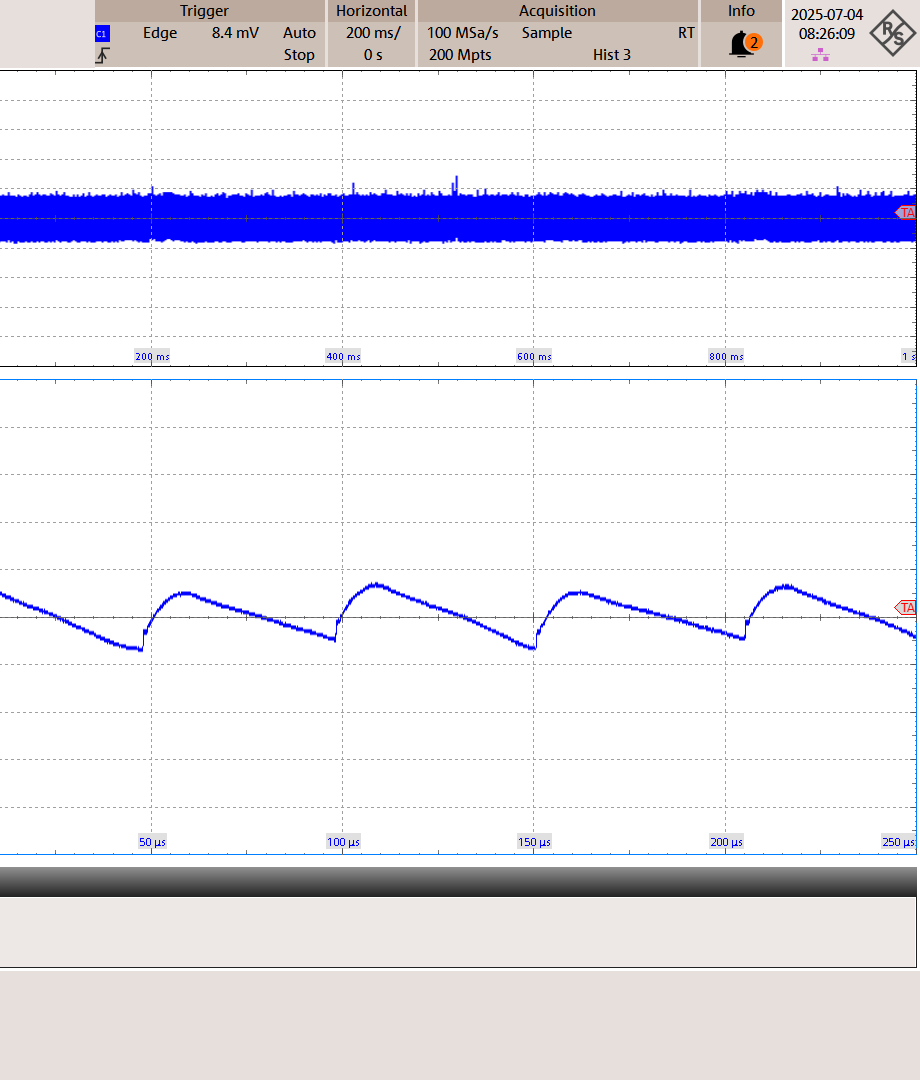 Trigger
Horizontal
Acquisition
Info
C1
Edge
8.4 mV
Auto
Stop
200 ms/
0 s
100 MSa/s
Sample
RT
200 Mpts
Hist 3
2
2025-07-04
08:26:09
R
S
TA
200 ms
400 ms
600 ms
800 ms
1 s
TA
50 µs
100 µs
150 µs
200 µs
250 µs